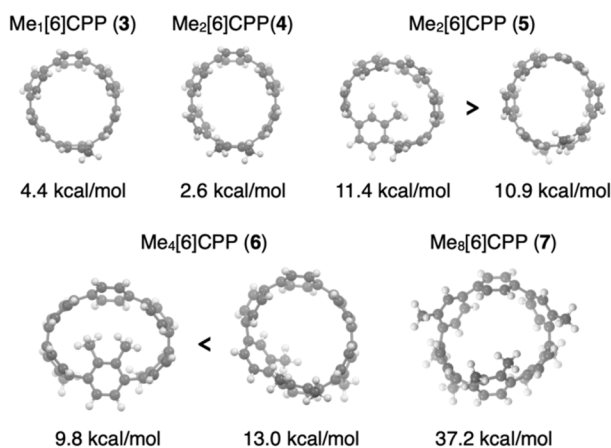 Me₁[6]CPP (3)
Me₂[6]CPP(4)
Me₂[6]CPP (5)
>
4.4 kcal/mol
2.6 kcal/mol
11.4 kcal/mol
10.9 kcal/mol
Me₄[6]CPP (6)
Me₈[6]CPP (7)
<
9.8 kcal/mol
13.0 kcal/mol
37.2 kcal/mol